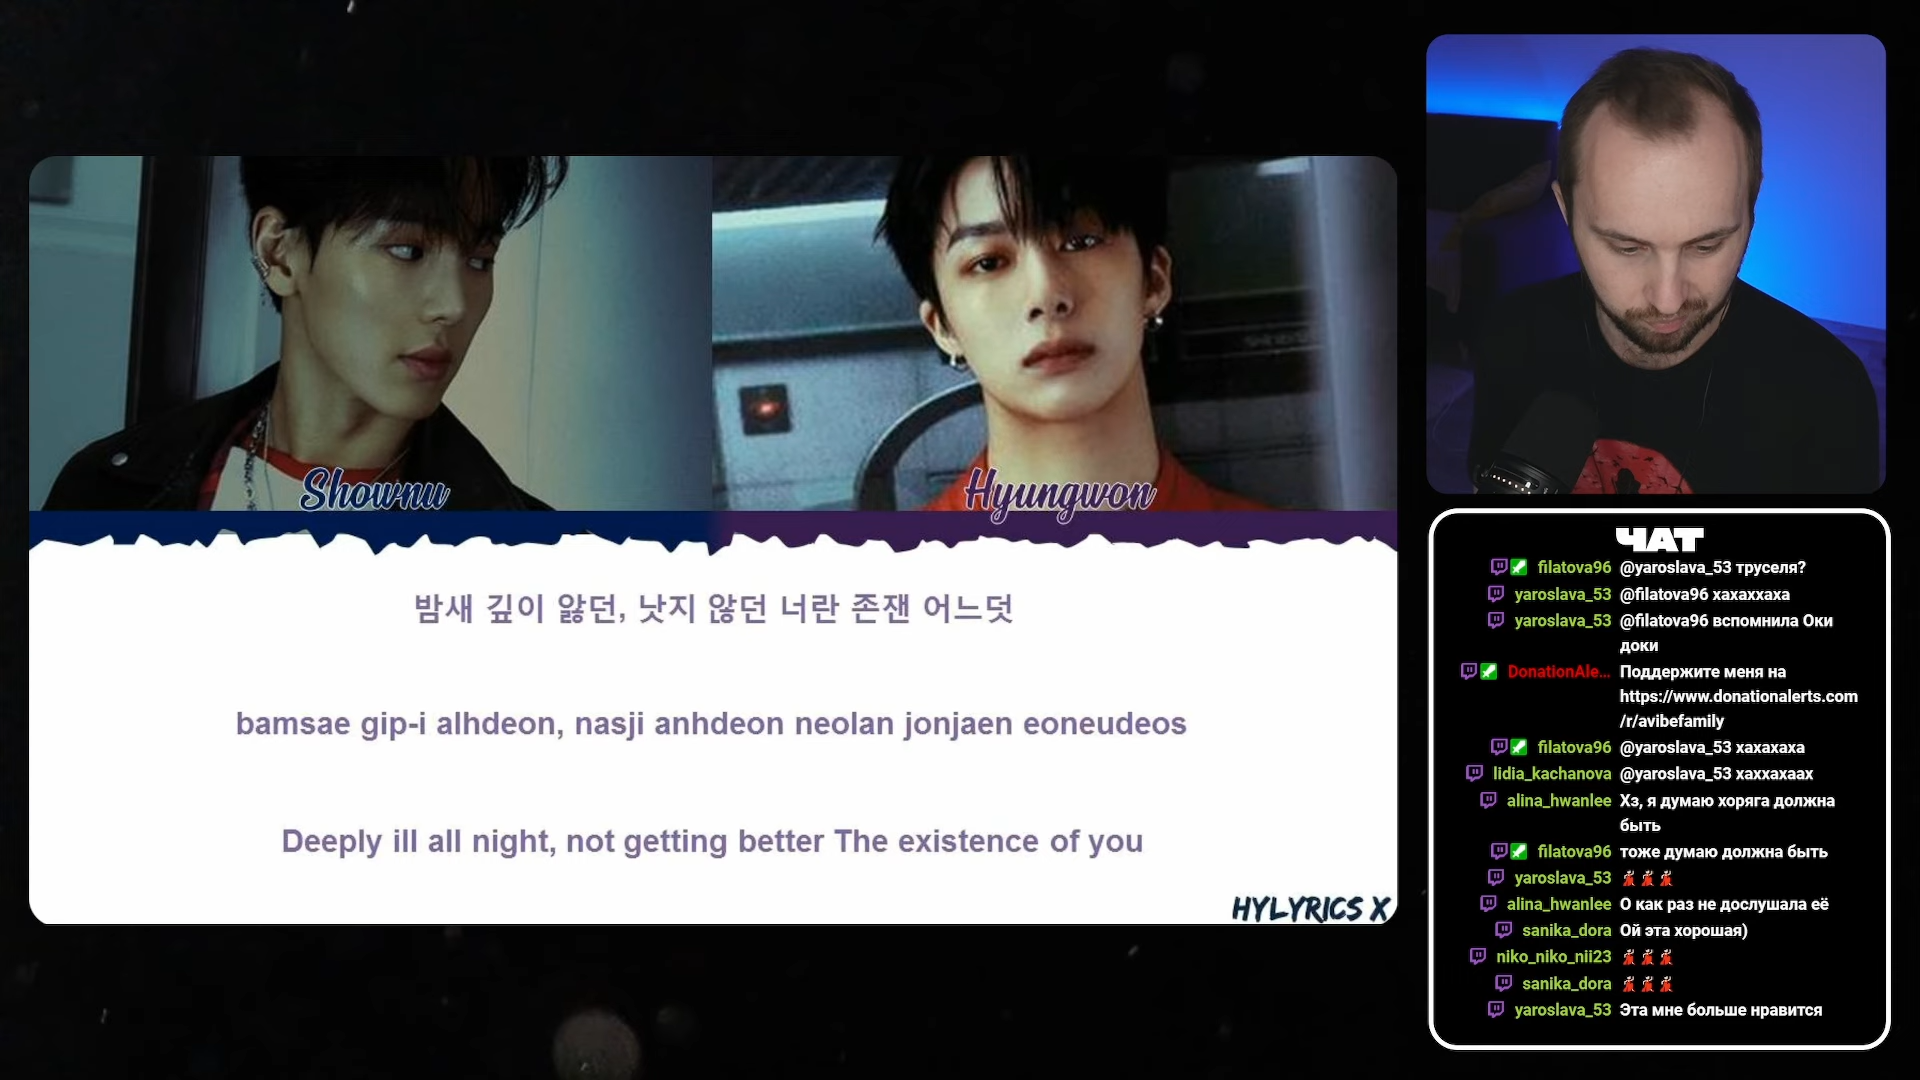 Shownu
Hyungwon
밤새 깊이 앓던, 낫지 않던 너란 존잰 어느덧
bamsae gip-i alhdeon, nasji anhdeon neolan jonjaen eoneudeos
Deeply ill all night, not getting better The existence of you
HYLYRICS X
ЧАТ
filatova96 @yaroslava_53 труселя?
yaroslava_53 @filatova96 хахаххаха
yaroslava_53 @filatova96 вспомнила Оки
доки
DonationAle... Поддержите меня на
https://www.donationalerts.com
/r/avibefamily
filatova96 @yaroslava_53 хахахаха
lidia_kachanova @yaroslava_53 хаххахаах
alina_hwanlee Хз, я думаю хоряга должна
быть
filatova96 тоже думаю должна быть
yaroslava_53 💃💃💃
alina_hwanlee О как раз не дослушала её
sanika_dora Ой эта хорошая)
niko_niko_nii23 💃💃💃
sanika_dora 💃💃💃
yaroslava_53 Эта мне больше нравится